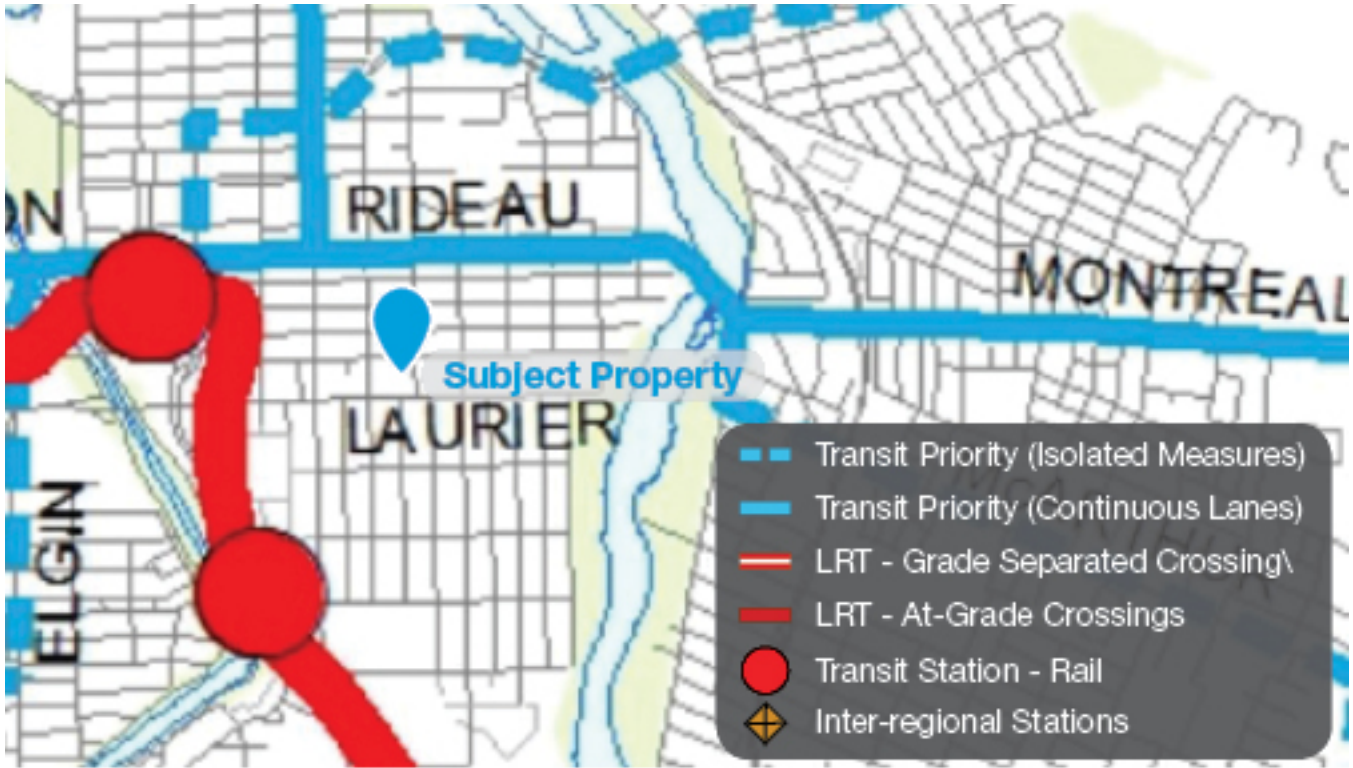 ON
RIDEAU
MONTREAL
Subject Property
LAURIER
ELGIN
Transit Priority (Isolated Measures)
Transit Priority (Continuous Lanes)
LRT - Grade Separated Crossing\
LRT - At-Grade Crossings
Transit Station - Rail
Inter-regional Stations
McARTHUR